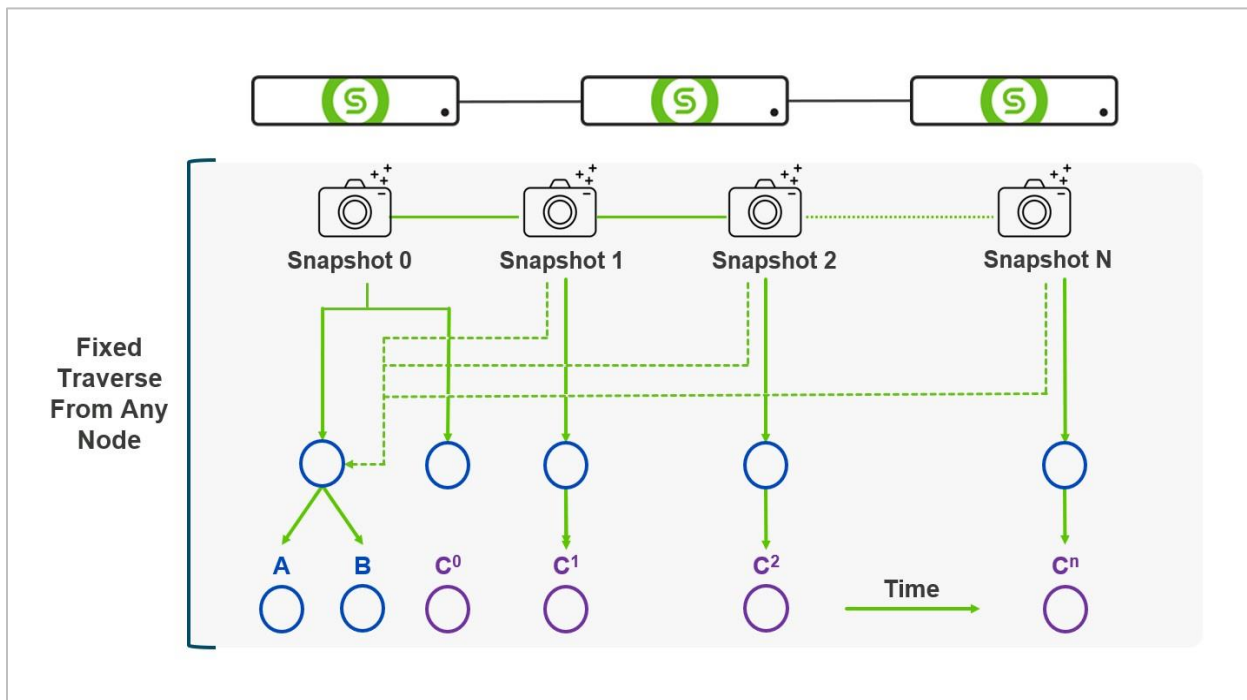 S
S
S
Snapshot 0
Snapshot 1
Snapshot 2
Snapshot N
Fixed
Traverse
From Any
Node
A
B
C⁰
C¹
C²
Cⁿ
Time